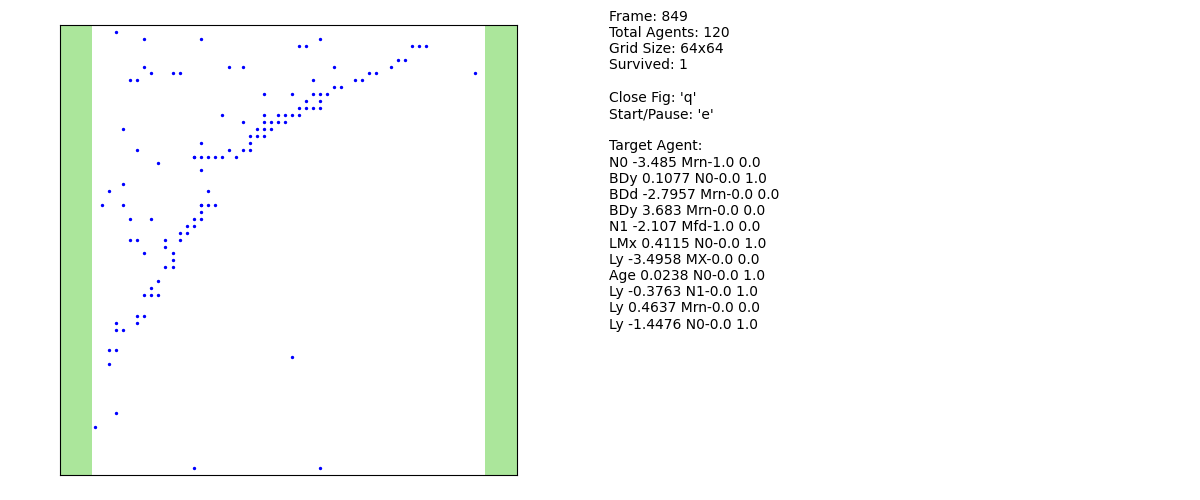 Frame: 849
Total Agents: 120
Grid Size: 64x64
Survived: 1
Close Fig: 'q'
Start/Pause: 'e'
Target Agent:
N0 -3.485 Mrn-1.0 0.0
BDy 0.1077 N0-0.0 1.0
BDd -2.7957 Mrn-0.0 0.0
BDy 3.683 Mrn-0.0 0.0
N1 -2.107 Mfd-1.0 0.0
LMx 0.4115 N0-0.0 1.0
Ly -3.4958 MX-0.0 0.0
Age 0.0238 N0-0.0 1.0
Ly -0.3763 N1-0.0 1.0
Ly 0.4637 Mrn-0.0 0.0
Ly -1.4476 N0-0.0 1.0